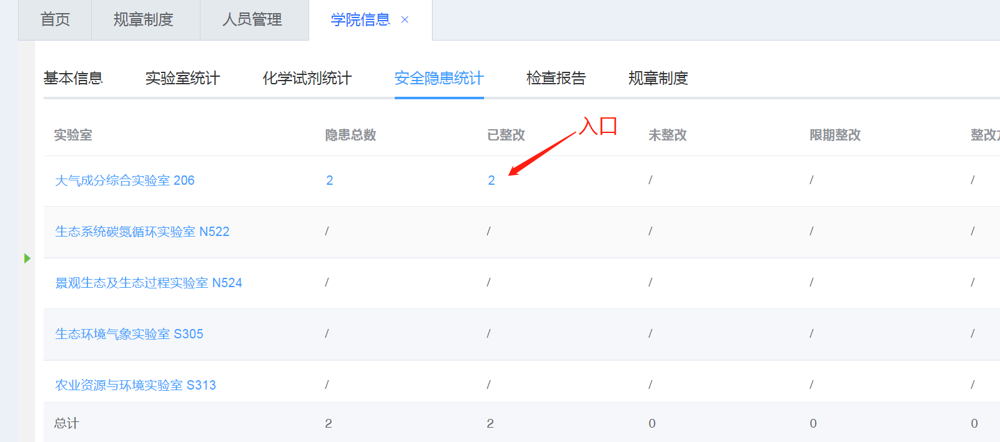 首页 规章制度 人员管理 学院信息 ×
基本信息 实验室统计 化学试剂统计 安全隐患统计 检查报告 规章制度
入口
实验室 隐患总数 已整改 未整改 限期整改 整改
大气成分综合实验室 206 2 2 / / /
生态系统碳氮循环实验室 N522 / / / / /
景观生态及生态过程实验室 N524 / / / / /
生态环境气象实验室 S305 / / / / /
农业资源与环境实验室 S313 / / / / /
总计 2 2 0 0 0